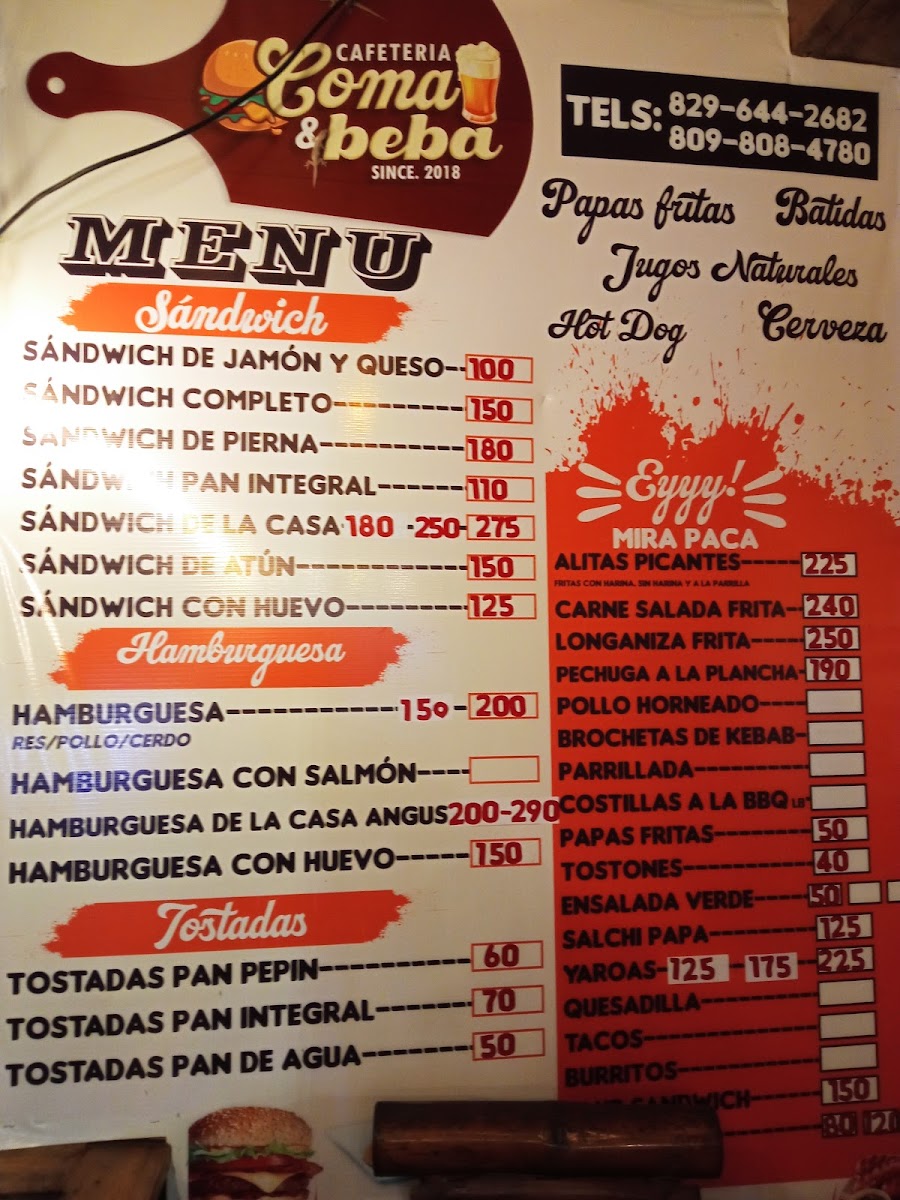 CAFETERIA
Coma
& beba
SINCE. 2018
TELS: 829-644-2682
809-808-4780
Papas fritas Batidas
Jugos Naturales
Hot Dog Cerveza
MENU
Sándwich
SÁNDWICH DE JAMÓN Y QUESO--100
SÁNDWICH COMPLETO---------150
SÁNDWICH DE PIERNA----------180
SÁNDWICH PAN INTEGRAL------110
SÁNDWICH DE LA CASA-180 -250-275
SÁNDWICH DE ATÚN------------150
SÁNDWICH CON HUEVO--------125
Hamburguesa
HAMBURGUESA------------150-200
RES/POLLO/CERDO
HAMBURGUESA CON SALMÓN----
HAMBURGUESA DE LA CASA ANGUS200-290
HAMBURGUESA CON HUEVO-----150
Tostadas
TOSTADAS PAN PEPIN----------60
TOSTADAS PAN INTEGRAL------70
TOSTADAS PAN DE AGUA-------50
Eyyy!
MIRA PACA
ALITAS PICANTES-----225
FRITAS CON HARINA, SIN HARINA Y A LA PARRILLA
CARNE SALADA FRITA--240
LONGANIZA FRITA-----250
PECHUGA A LA PLANCHA-190
POLLO HORNEADO----
BROCHETAS DE KEBAB-
PARRILLADA---------
COSTILLAS A LA BBQ LB-
PAPAS FRITAS-------50
TOSTONES----------40
ENSALADA VERDE----50
SALCHI PAPA--------125
YAROAS-125 -175 -225
QUESADILLA--------
TACOS-------------
BURRITOS----------
SANDWICH------150
80 120